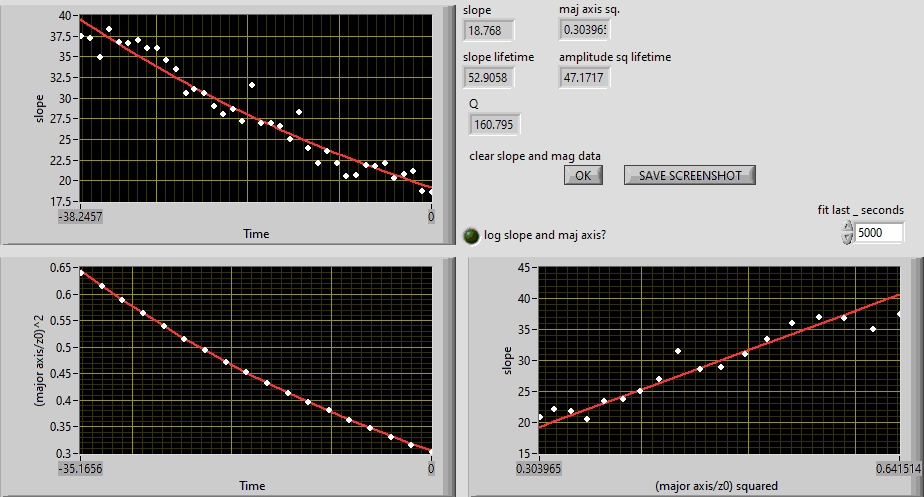 slope
18.768
maj axis sq.
0.303965
slope lifetime
52.9058
amplitude sq lifetime
47.1717
Q
160.795
clear slope and mag data
OK
SAVE SCREENSHOT
fit last _ seconds
5000
log slope and maj axis?
slope
40
37.5
35
32.5
30
27.5
25
22.5
20
17.5
-38.2457
0
Time
(major axis/z0)^2
0.65
0.6
0.55
0.5
0.45
0.4
0.35
0.3
-35.1656
0
Time
slope
45
40
35
30
25
20
15
0.303965
0.641514
(major axis/z0) squared